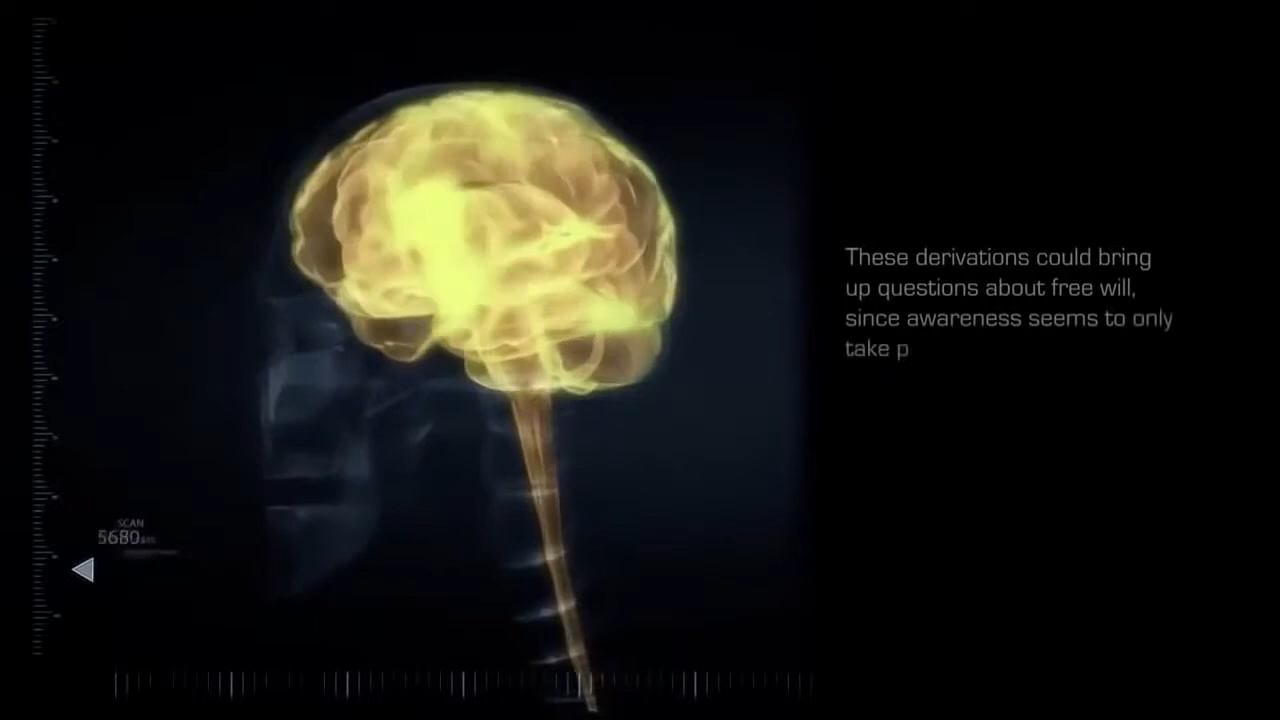 These derivations could bring
up questions about free will,
since awareness seems to only
take p
SCAN
5680